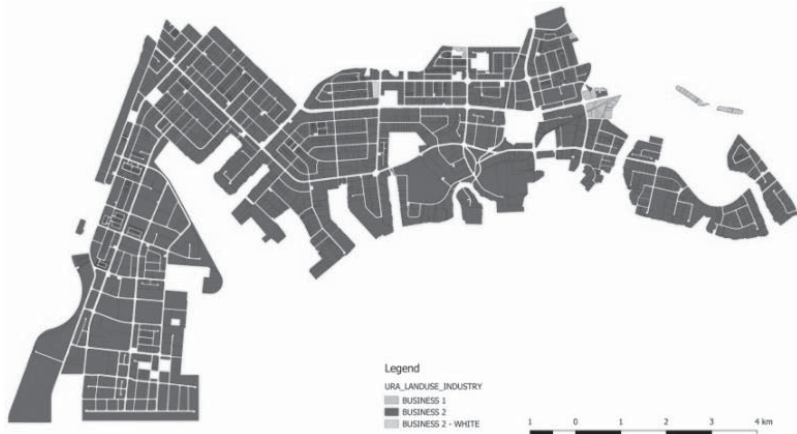 Legend
URA_LANDUSE_INDUSTRY
BUSINESS 1
BUSINESS 2
BUSINESS 2 - WHITE
1 0 1 2 3 4 km